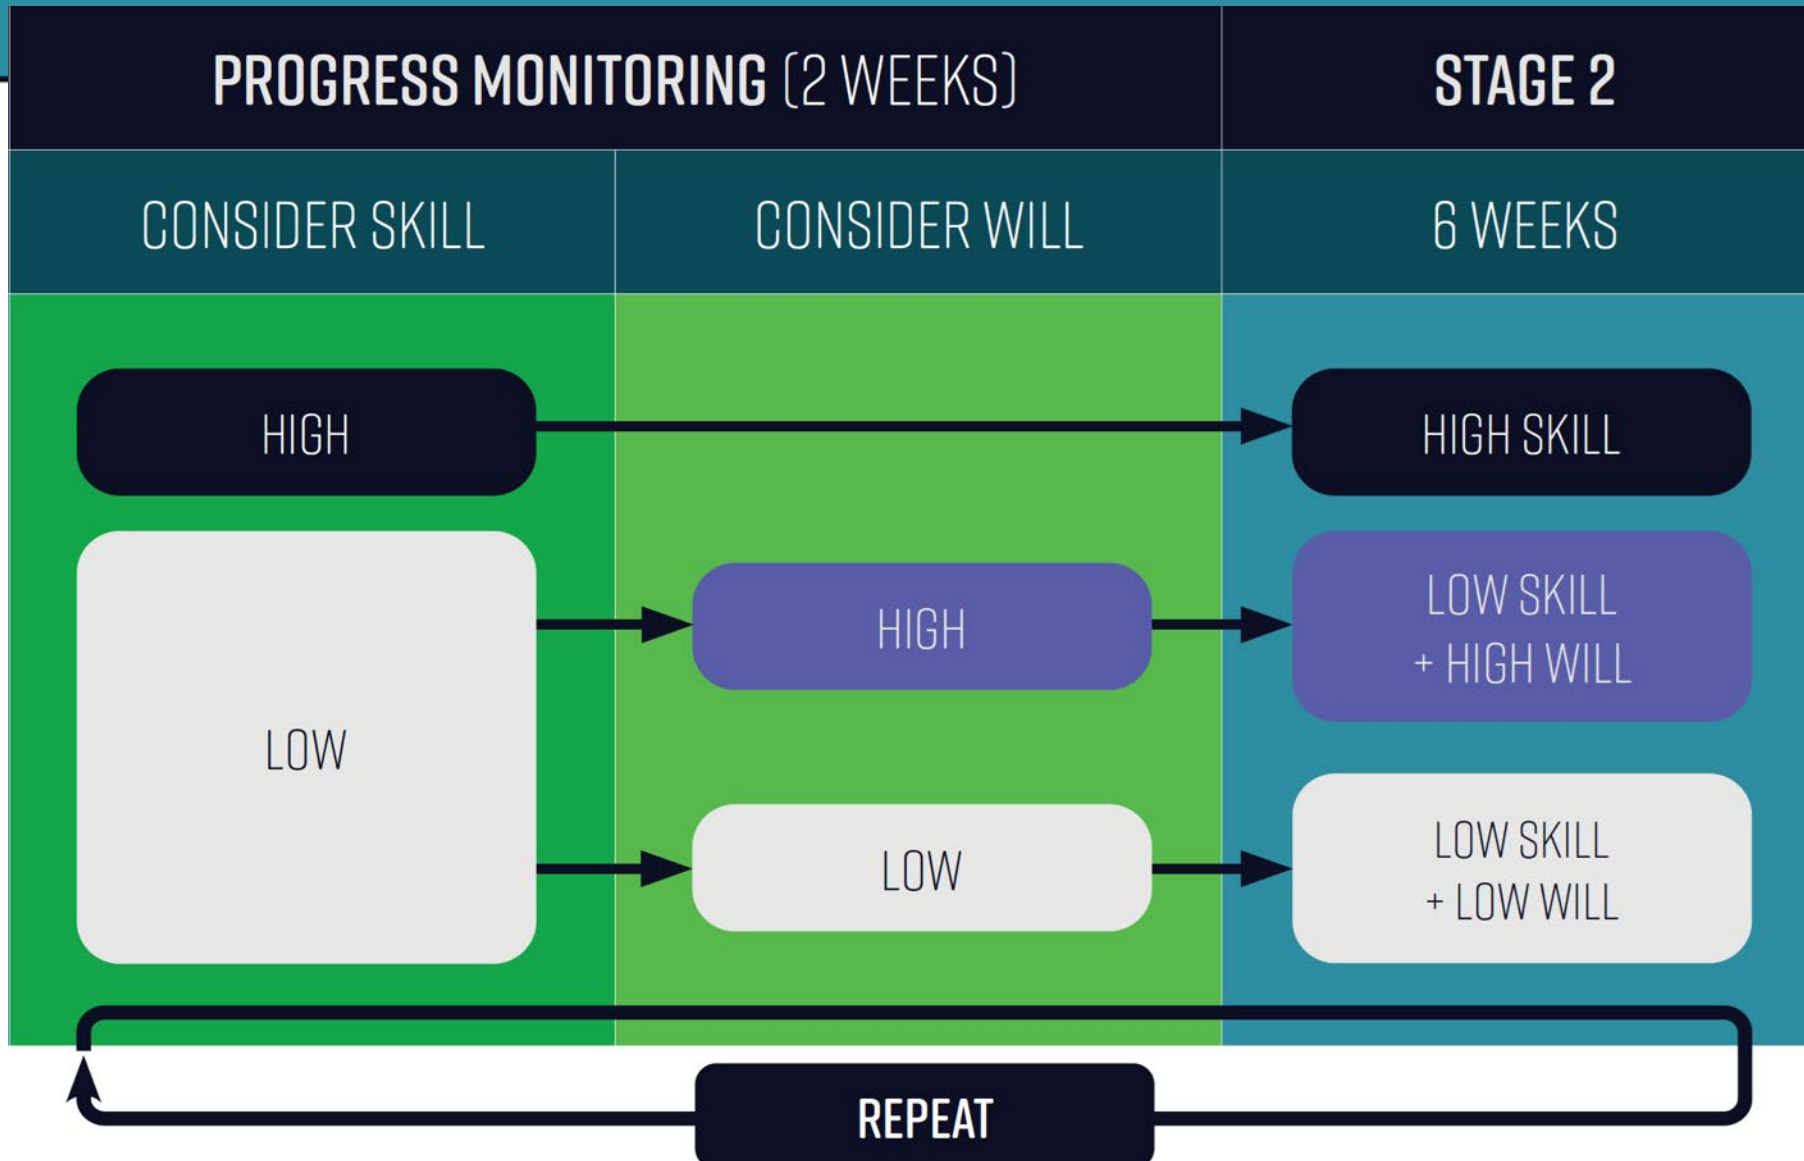 PROGRESS MONITORING (2 WEEKS)
STAGE 2
CONSIDER SKILL
CONSIDER WILL
6 WEEKS
HIGH
HIGH SKILL
LOW
HIGH
LOW SKILL
+ HIGH WILL
LOW
LOW SKILL
+ LOW WILL
REPEAT